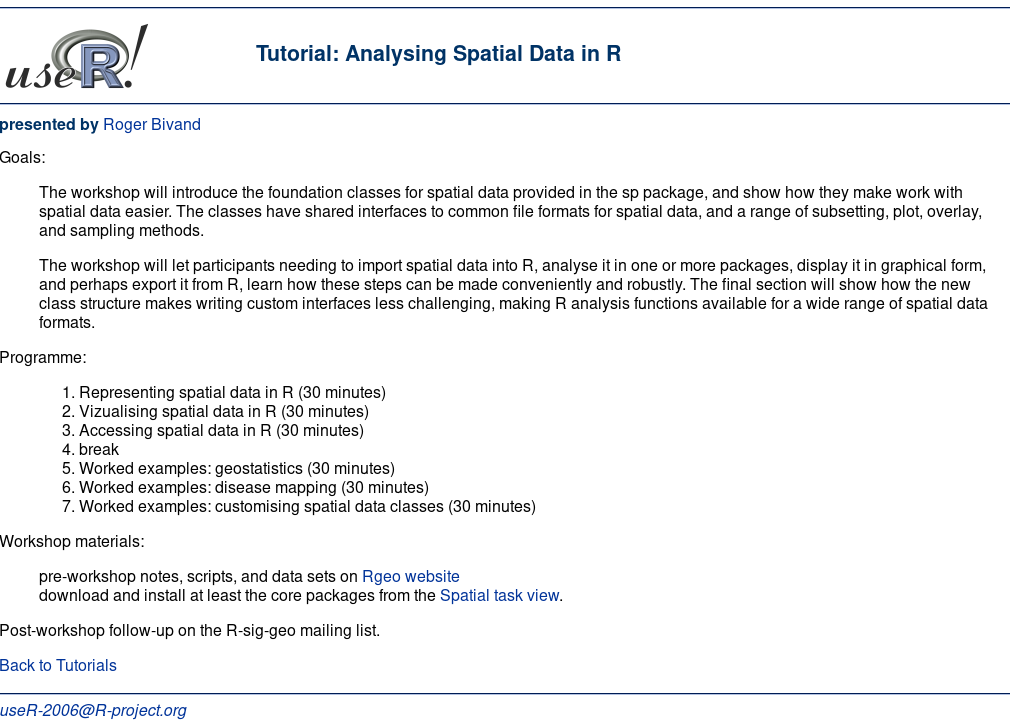 useR!
Tutorial: Analysing Spatial Data in R
presented by Roger Bivand
Goals:
The workshop will introduce the foundation classes for spatial data provided in the sp package, and show how they make work with
spatial data easier. The classes have shared interfaces to common file formats for spatial data, and a range of subsetting, plot, overlay,
and sampling methods.
The workshop will let participants needing to import spatial data into R, analyse it in one or more packages, display it in graphical form,
and perhaps export it from R, learn how these steps can be made conveniently and robustly. The final section will show how the new
class structure makes writing custom interfaces less challenging, making R analysis functions available for a wide range of spatial data
formats.
Programme:
1. Representing spatial data in R (30 minutes)
2. Vizualising spatial data in R (30 minutes)
3. Accessing spatial data in R (30 minutes)
4. break
5. Worked examples: geostatistics (30 minutes)
6. Worked examples: disease mapping (30 minutes)
7. Worked examples: customising spatial data classes (30 minutes)
Workshop materials:
pre-workshop notes, scripts, and data sets on Rgeo website
download and install at least the core packages from the Spatial task view.
Post-workshop follow-up on the R-sig-geo mailing list.
Back to Tutorials
useR-2006@R-project.org